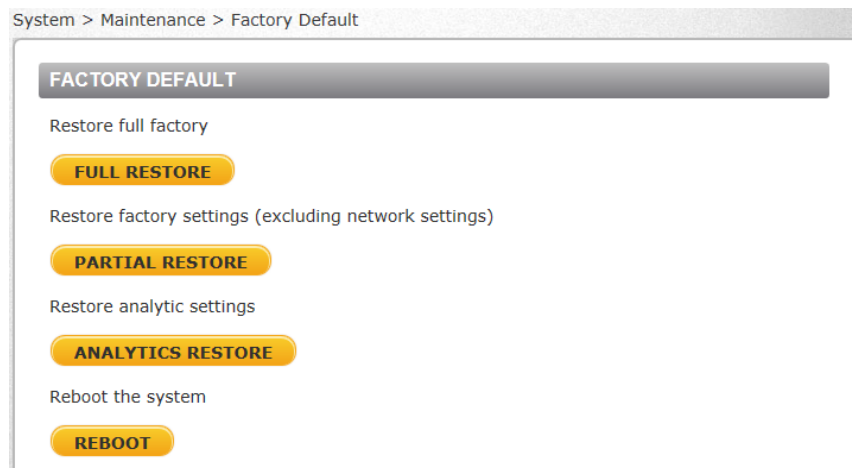 System > Maintenance > Factory Default
FACTORY DEFAULT
Restore full factory
FULL RESTORE
Restore factory settings (excluding network settings)
PARTIAL RESTORE
Restore analytic settings
ANALYTICS RESTORE
Reboot the system
REBOOT